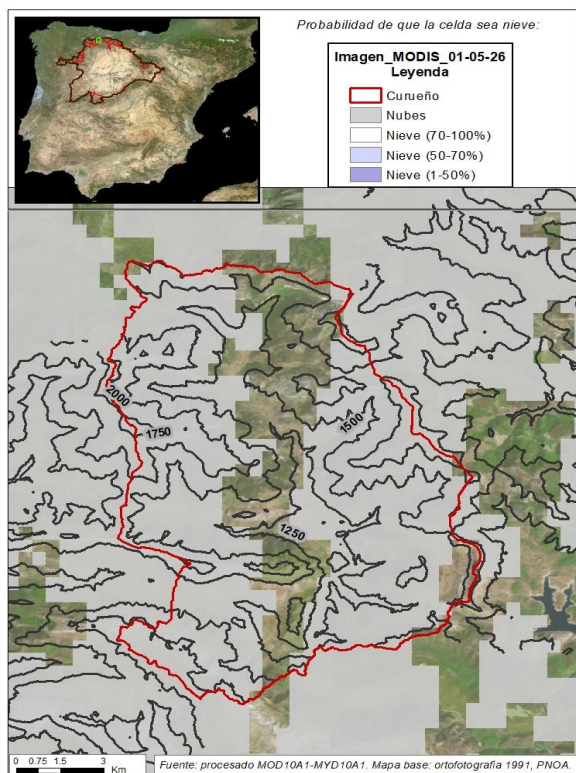 Probabilidad de que la celda sea nieve:
Imagen_MODIS_01-05-26
Leyenda
Curueño
Nubes
Nieve (70-100%)
Nieve (50-70%)
Nieve (1-50%)
2000
1750
1500
1250
0 0.75 1.5 3
Km
Fuente: procesado MOD10A1-MYD10A1. Mapa base: ortofotografia 1991, PNOA.